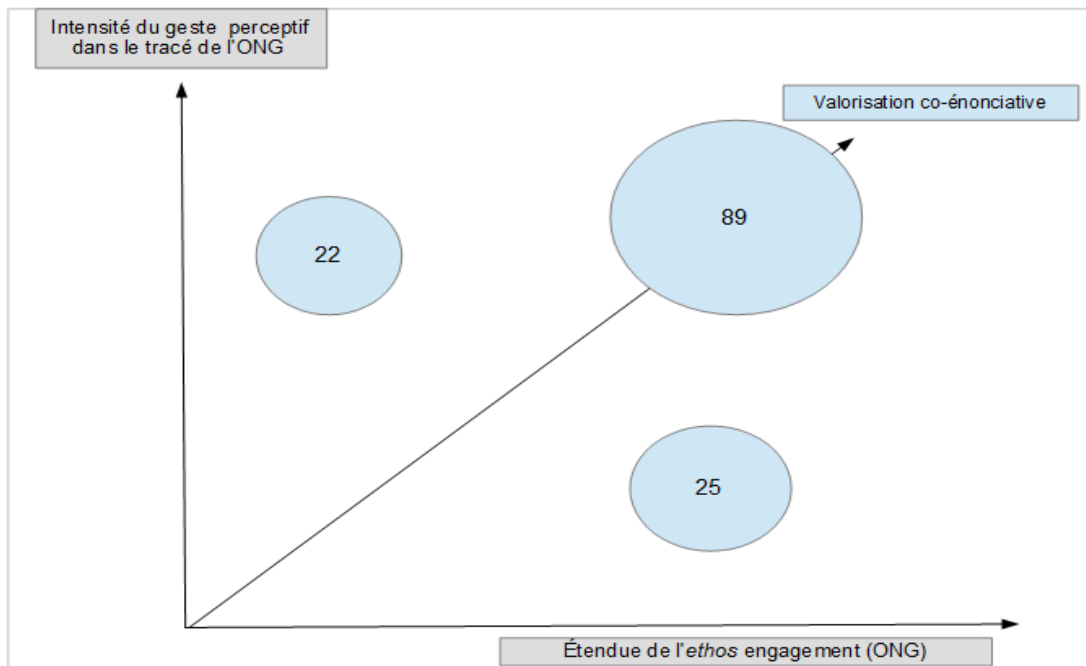 Intensité du geste perceptif
dans le tracé de l'ONG
Valorisation co-énonciative
89
22
25
Étendue de l'ethos engagement (ONG)